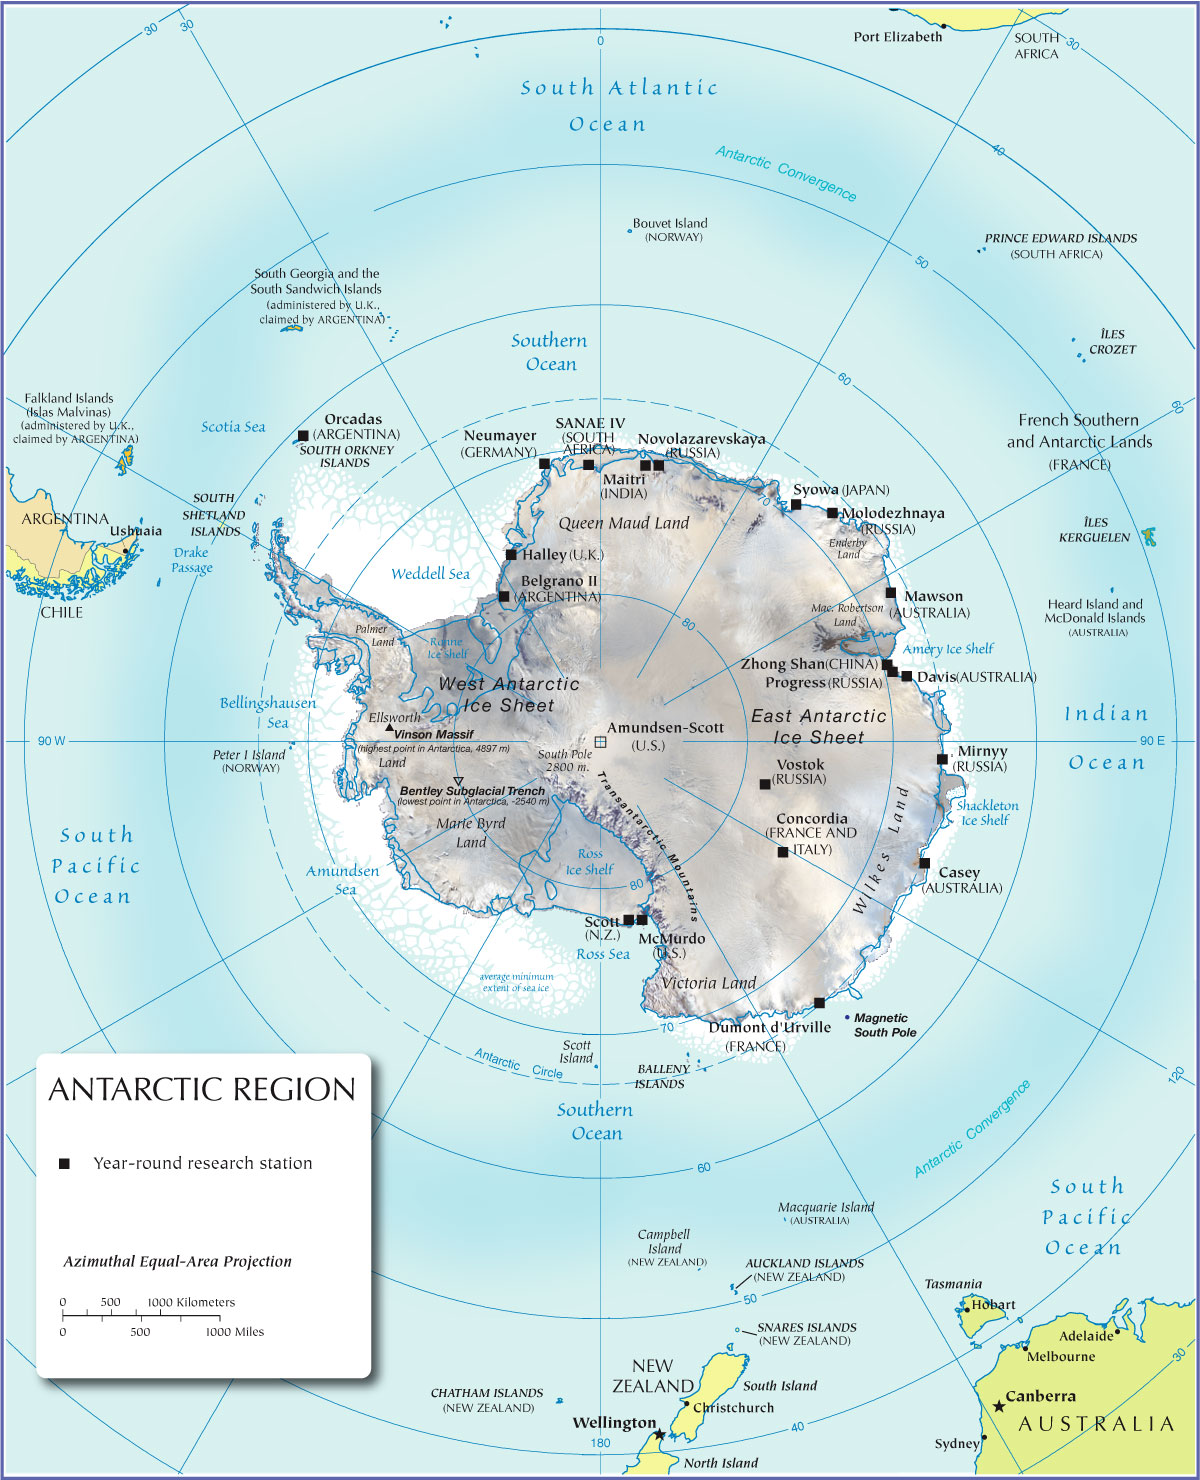 30
30
0
Port Elizabeth
SOUTH
AFRICA
30
South Atlantic
Ocean
Antarctic Convergence
40
Bouvet Island
(NORWAY)
PRINCE EDWARD ISLANDS
(SOUTH AFRICA)
50
South Georgia and the
South Sandwich Islands
(administered by U.K.,
claimed by ARGENTINA)
Southern
Ocean
ÎLES
CROZET
60
60
Falkland Islands
(Islas Malvinas)
(administered by U.K.,
claimed by ARGENTINA)
Scotia Sea
Orcadas
(ARGENTINA)
SOUTH ORKNEY
ISLANDS
Neumayer
(GERMANY)
SANAE IV
(SOUTH
AFRICA)
Novolazarevskaya
(RUSSIA)
Maitri
(INDIA)
French Southern
and Antarctic Lands
(FRANCE)
70
Syowa (JAPAN)
Molodezhnaya
(RUSSIA)
SOUTH
SHETLAND
ISLANDS
ARGENTINA
Ushuaia
Drake
Passage
CHILE
Queen Maud Land
Enderby
Land
ÎLES
KERGUELEN
Halley (U.K.)
Weddell Sea
Belgrano II
(ARGENTINA)
Mawson
(AUSTRALIA)
Mac. Robertson
Land
Heard Island and
McDonald Islands
(AUSTRALIA)
80
Palmer
Land
Ronne
Ice Shelf
Amery Ice Shelf
Zhong Shan (CHINA)
Progress (RUSSIA)
Davis (AUSTRALIA)
West Antarctic
Ice Sheet
Bellingshausen
Sea
Ellsworth
Land
Vinson Massif
(highest point in Antarctica, 4897 m)
East Antarctic
Ice Sheet
Indian
Ocean
Amundsen-Scott
(U.S.)
90 W
90 E
Peter I Island
(NORWAY)
South Pole
2800 m.
Mirnyy
(RUSSIA)
Vostok
(RUSSIA)
Bentley Subglacial Trench
(lowest point in Antarctica, -2540 m)
Transantarctic Mountains
Shackleton
Ice Shelf
Marie Byrd
Land
Concordia
(FRANCE AND
ITALY)
Wilkes Land
South
Pacific
Ocean
Amundsen
Sea
Ross
Ice Shelf
80
Casey
(AUSTRALIA)
Scott
(N.Z.)
McMurdo
(U.S.)
Ross Sea
average minimum
extent of sea ice
Victoria Land
70
Dumont d'Urville
(FRANCE)
Magnetic
South Pole
Scott
Island
Antarctic Circle
BALLENY
ISLANDS
120
Southern
Ocean
Antarctic Convergence
60
ANTARCTIC REGION
Year-round research station
Azimuthal Equal-Area Projection
0 500 1000 Kilometers
0 500 1000 Miles
Macquarie Island
(AUSTRALIA)
South
Pacific
Ocean
Campbell
Island
(NEW ZEALAND)
AUCKLAND ISLANDS
(NEW ZEALAND)
50
Tasmania
Hobart
SNARES ISLANDS
(NEW ZEALAND)
Adelaide
Melbourne
30
NEW
ZEALAND
South Island
CHATHAM ISLANDS
(NEW ZEALAND)
Christchurch
Canberra
AUSTRALIA
Wellington
40
180
Sydney
North Island